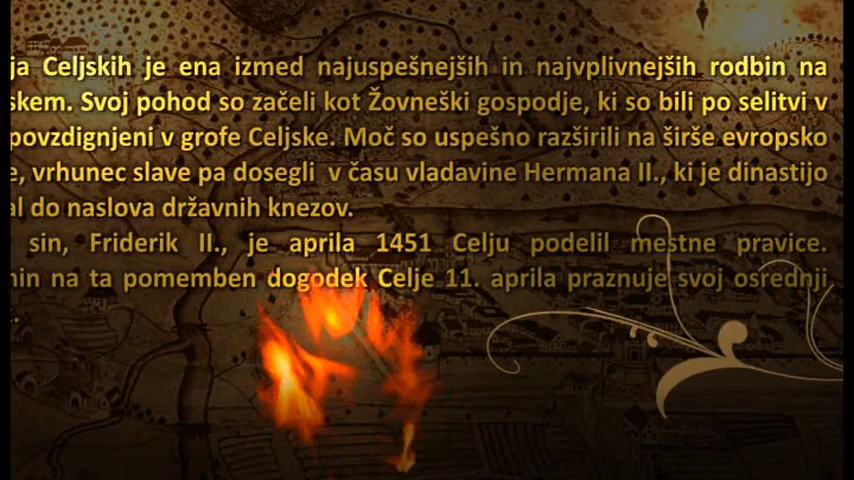 ja Celjskih je ena izmed najuspešnejših in najvplivnejših rodbin na
skem. Svoj pohod so začeli kot Žovneški gospodje, ki so bili po selitvi v
povzdignjeni v grofe Celjske. Moč so uspešno razširili na širše evropsko
e, vrhunec slave pa dosegli v času vladavine Hermana II., ki je dinastijo
al do naslova državnih knezov.
sin, Friderik II., je aprila 1451 Celju podelil mestne pravice.
nin na ta pomemben dogodek Celje 11. aprila praznuje svoj osrednji